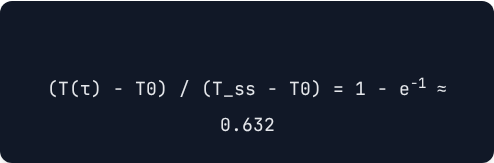 (T(τ) - T0) / (T_ss - T0) = 1 - e⁻¹ ≈
0.632